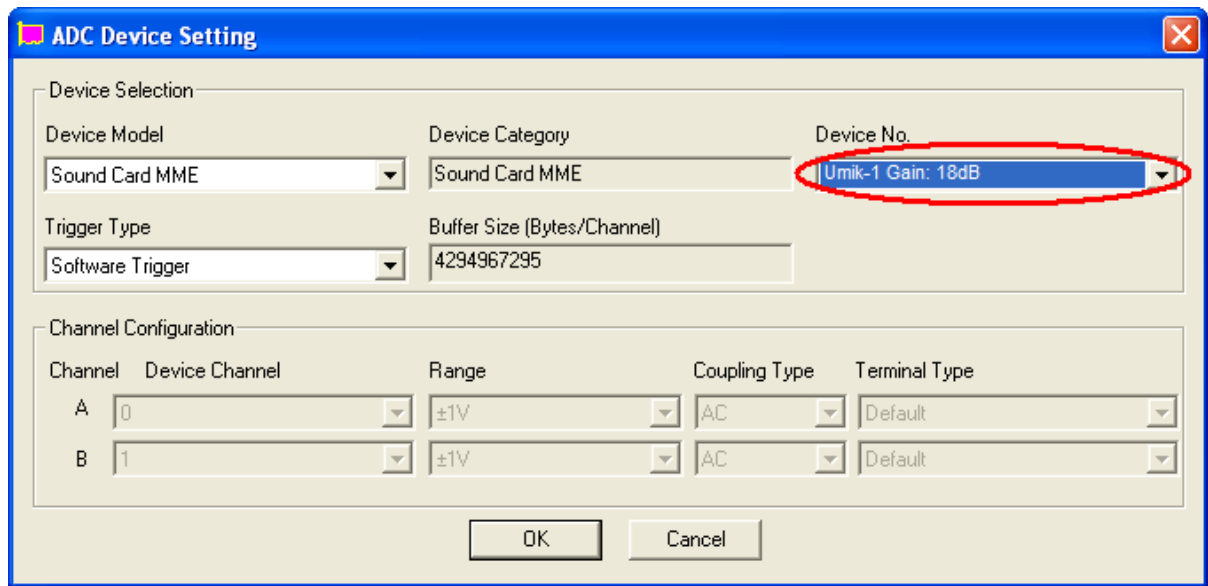 ADC Device Setting
Device Selection
Device Model Device Category Device No.
Sound Card MME Sound Card MME Umik-1 Gain: 18dB
Trigger Type Buffer Size (Bytes/Channel)
Software Trigger 4294967295
Channel Configuration
Channel Device Channel Range Coupling Type Terminal Type
A 0 ±1V AC Default
B 1 ±1V AC Default
OK Cancel